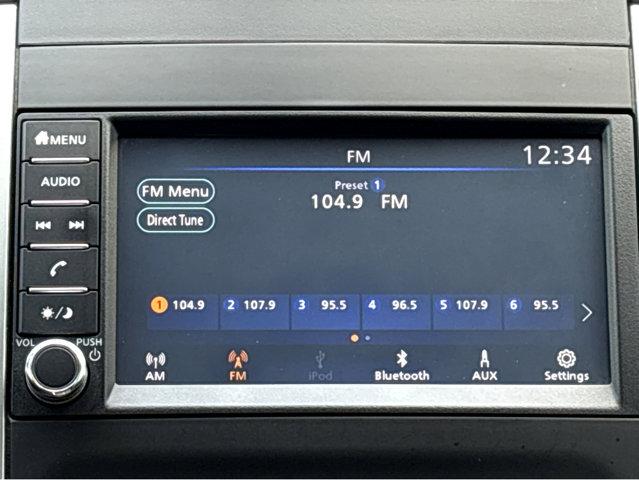 MENU
AUDIO
VOL PUSH
FM 12:34
FM Menu
Direct Tune
Preset 1
104.9 FM
1 104.9 2 107.9 3 95.5 4 96.5 5 107.9 6 95.5
AM FM iPod Bluetooth AUX Settings